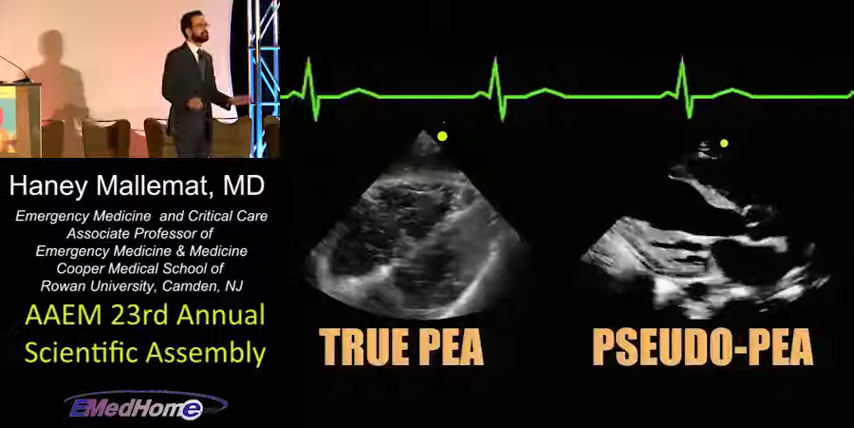 Haney Mallemat, MD
Emergency Medicine and Critical Care
Associate Professor of
Emergency Medicine & Medicine
Cooper Medical School of
Rowan University, Camden, NJ
AAEM 23rd Annual
Scientific Assembly
EMedHome
TRUE PEA
PSEUDO-PEA